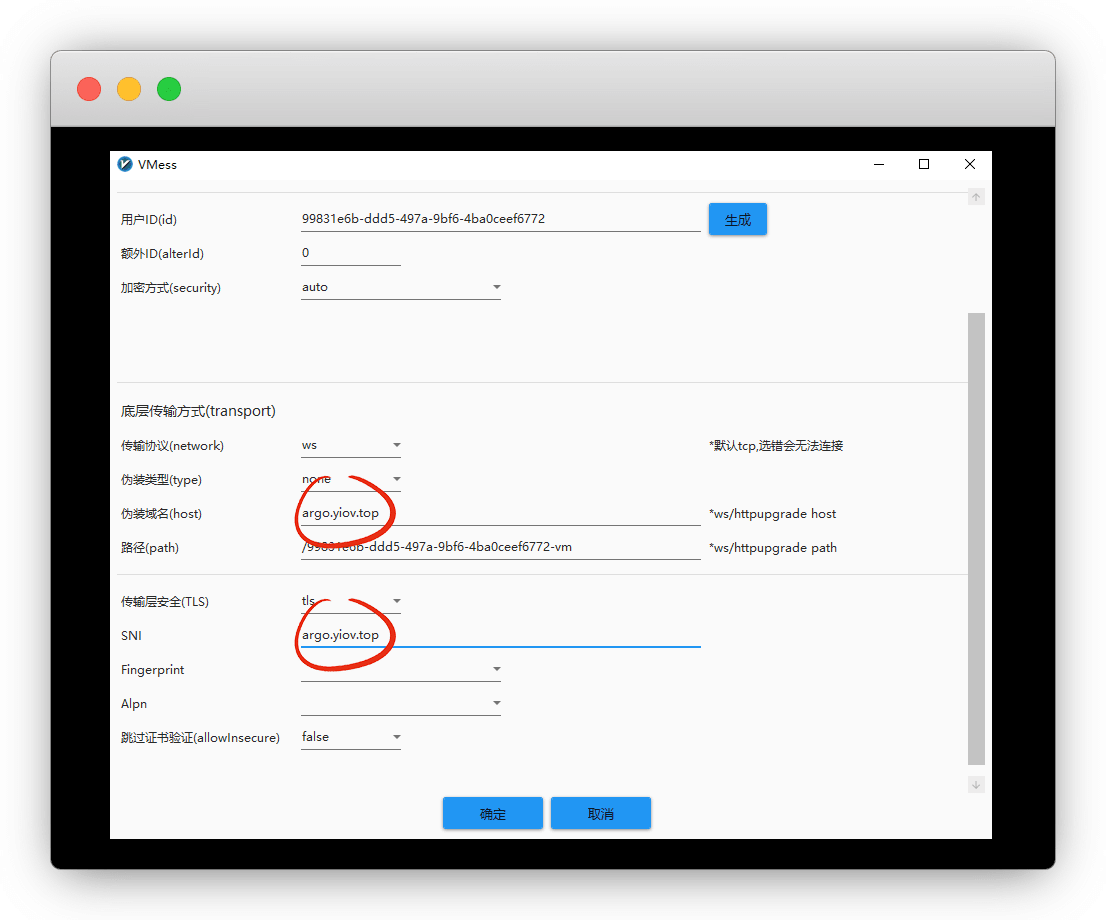 VMess
用户ID(id) 99831e6b-ddd5-497a-9bf6-4ba0ceef6772 生成
额外ID(alterId) 0
加密方式(security) auto
底层传输方式(transport)
传输协议(network) ws *默认tcp,选错会无法连接
伪装类型(type) none
伪装域名(host) argo.yiov.top *ws/httpupgrade host
路径(path) /99831e6b-ddd5-497a-9bf6-4ba0ceef6772-vm *ws/httpupgrade path
传输层安全(TLS) tls
SNI argo.yiov.top
Fingerprint
Alpn
跳过证书验证(allowInsecure) false
确定 取消